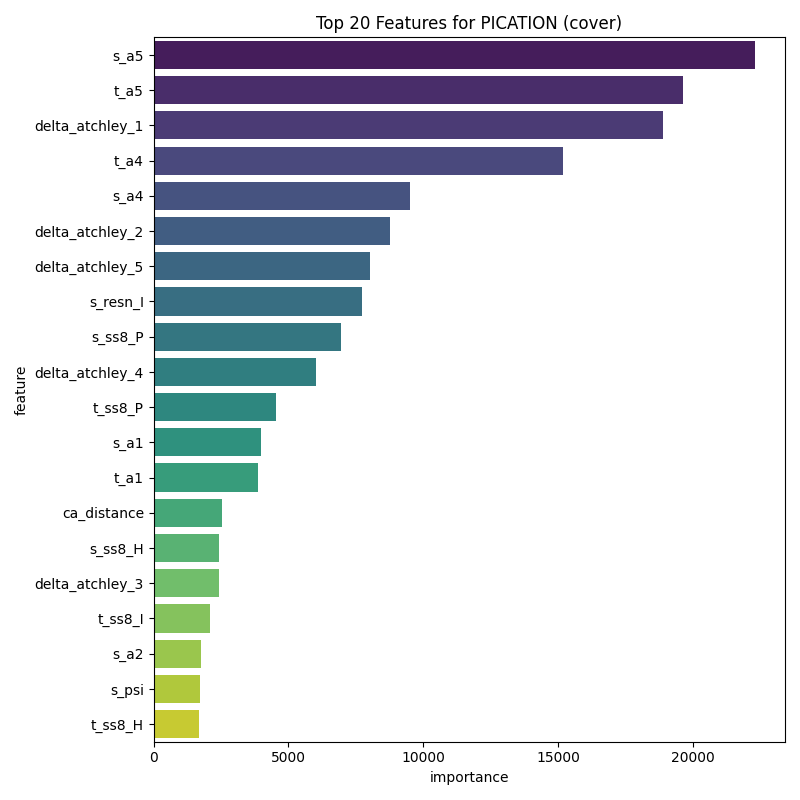 Top 20 Features for PICATION (cover)
s_a5
t_a5
delta_atchley_1
t_a4
s_a4
delta_atchley_2
delta_atchley_5
s_resn_I
s_ss8_P
delta_atchley_4
t_ss8_P
s_a1
t_a1
ca_distance
s_ss8_H
delta_atchley_3
t_ss8_I
s_a2
s_psi
t_ss8_H
feature
0 5000 10000 15000 20000
importance